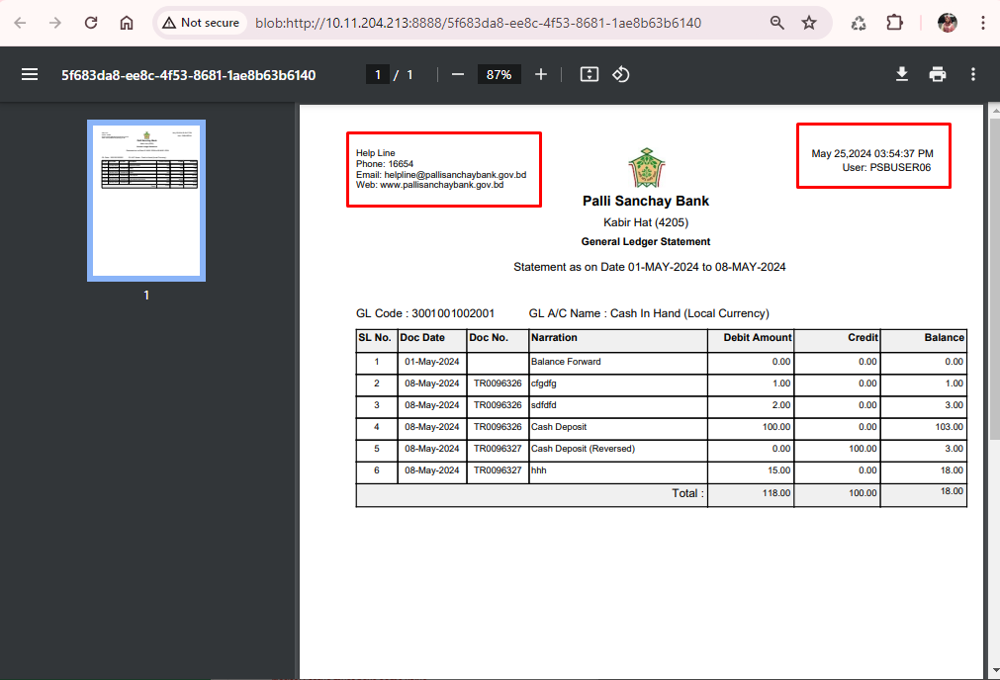 Not secure
blob:http://10.11.204.213:8888/5f683da8-ee8c-4f53-8681-1ae8b63b6140
5f683da8-ee8c-4f53-8681-1ae8b63b6140
1 / 1
87%
1
Help Line
Phone: 16654
Email: helpline@pallisanchaybank.gov.bd
Web: www.pallisanchaybank.gov.bd
May 25,2024 03:54:37 PM
User: PSBUSER06
Palli Sanchay Bank
Kabir Hat (4205)
General Ledger Statement
Statement as on Date 01-MAY-2024 to 08-MAY-2024
GL Code : 3001001002001 GL A/C Name : Cash In Hand (Local Currency)
SL No. Doc Date Doc No. Narration Debit Amount Credit Balance
1 01-May-2024 Balance Forward 0.00 0.00 0.00
2 08-May-2024 TR0096326 cfgdfg 1.00 0.00 1.00
3 08-May-2024 TR0096326 sdfdfd 2.00 0.00 3.00
4 08-May-2024 TR0096326 Cash Deposit 100.00 0.00 103.00
5 08-May-2024 TR0096327 Cash Deposit (Reversed) 0.00 100.00 3.00
6 08-May-2024 TR0096327 hhh 15.00 0.00 18.00
Total : 118.00 100.00 18.00